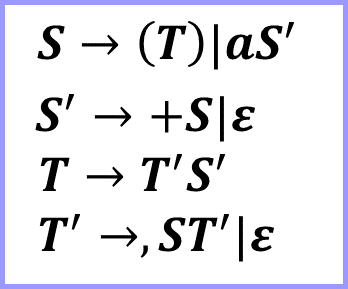 S → (T)|aS′
S′ → +S|ε
T → T′S′
T′ →,ST′|ε